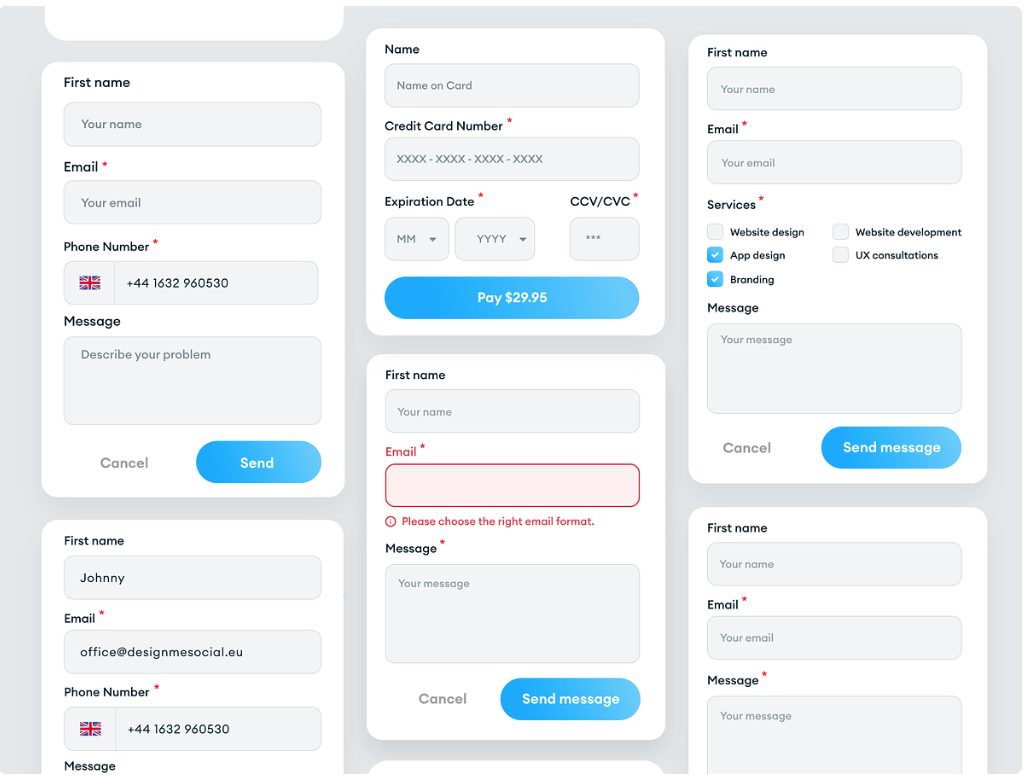 First name
Your name
Email *
Your email
Phone Number *
+44 1632 960530
Message
Describe your problem
Cancel
Send
First name
Johnny
Email *
office@designmesocial.eu
Phone Number *
+44 1632 960530
Message
Name
Name on Card
Credit Card Number *
XXXX - XXXX - XXXX - XXXX
Expiration Date * CCV/CVC *
MM YYYY ***
Pay $29.95
First name
Your name
Email *
Please choose the right email format.
Message *
Your message
Cancel
Send message
First name
Your name
Email *
Your email
Services *
Website design Website development
App design UX consultations
Branding
Message
Your message
Cancel
Send message
First name
Your name
Email *
Your email
Message *
Your message